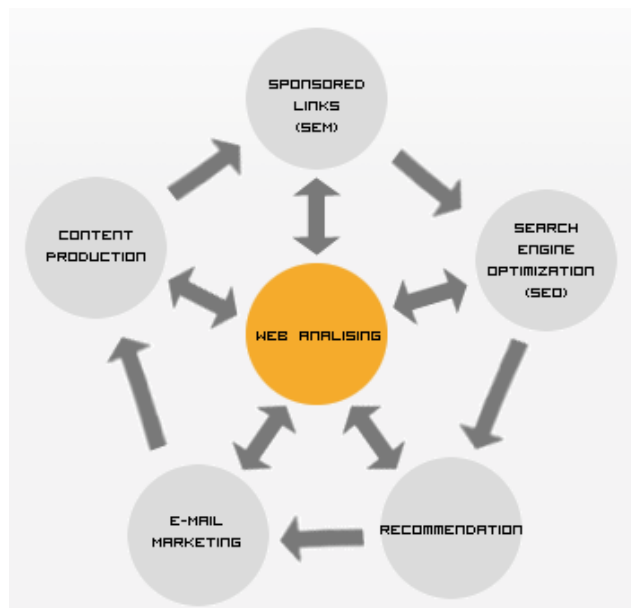 SPONSORED
LINKS
(SEM)
SEARCH
ENGINE
OPTIMIZATION
(SEO)
CONTENT
PRODUCTION
WEB ANALISING
E-MAIL
MARKETING
RECOMMENDATION